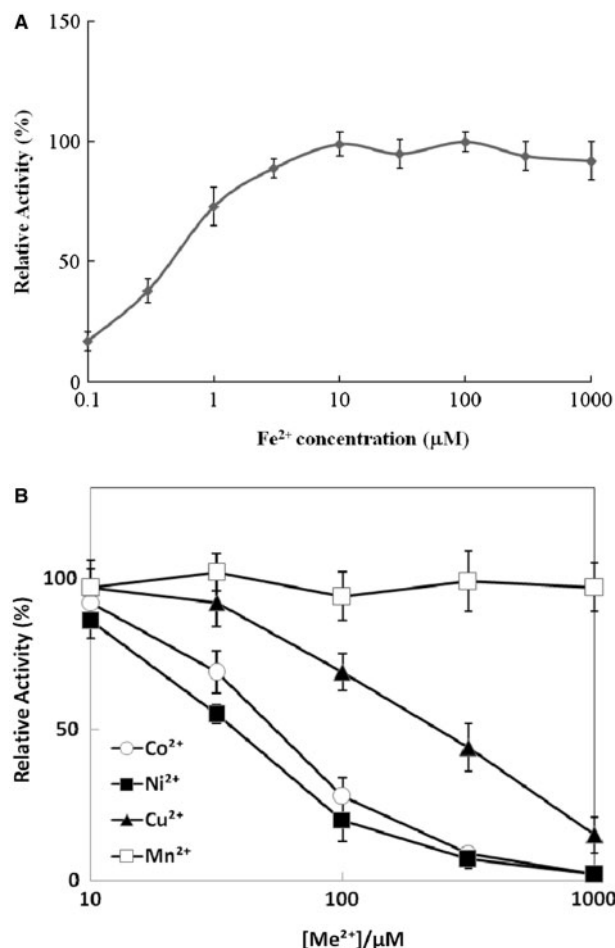 A
150
100
50
0
Relative Activity (%)
0.1 1 10 100 1000
Fe²⁺ concentration (μM)
B
100
50
0
Relative Activity (%)
Co²⁺
Ni²⁺
Cu²⁺
Mn²⁺
10 100 1000
[Me²⁺]/μM